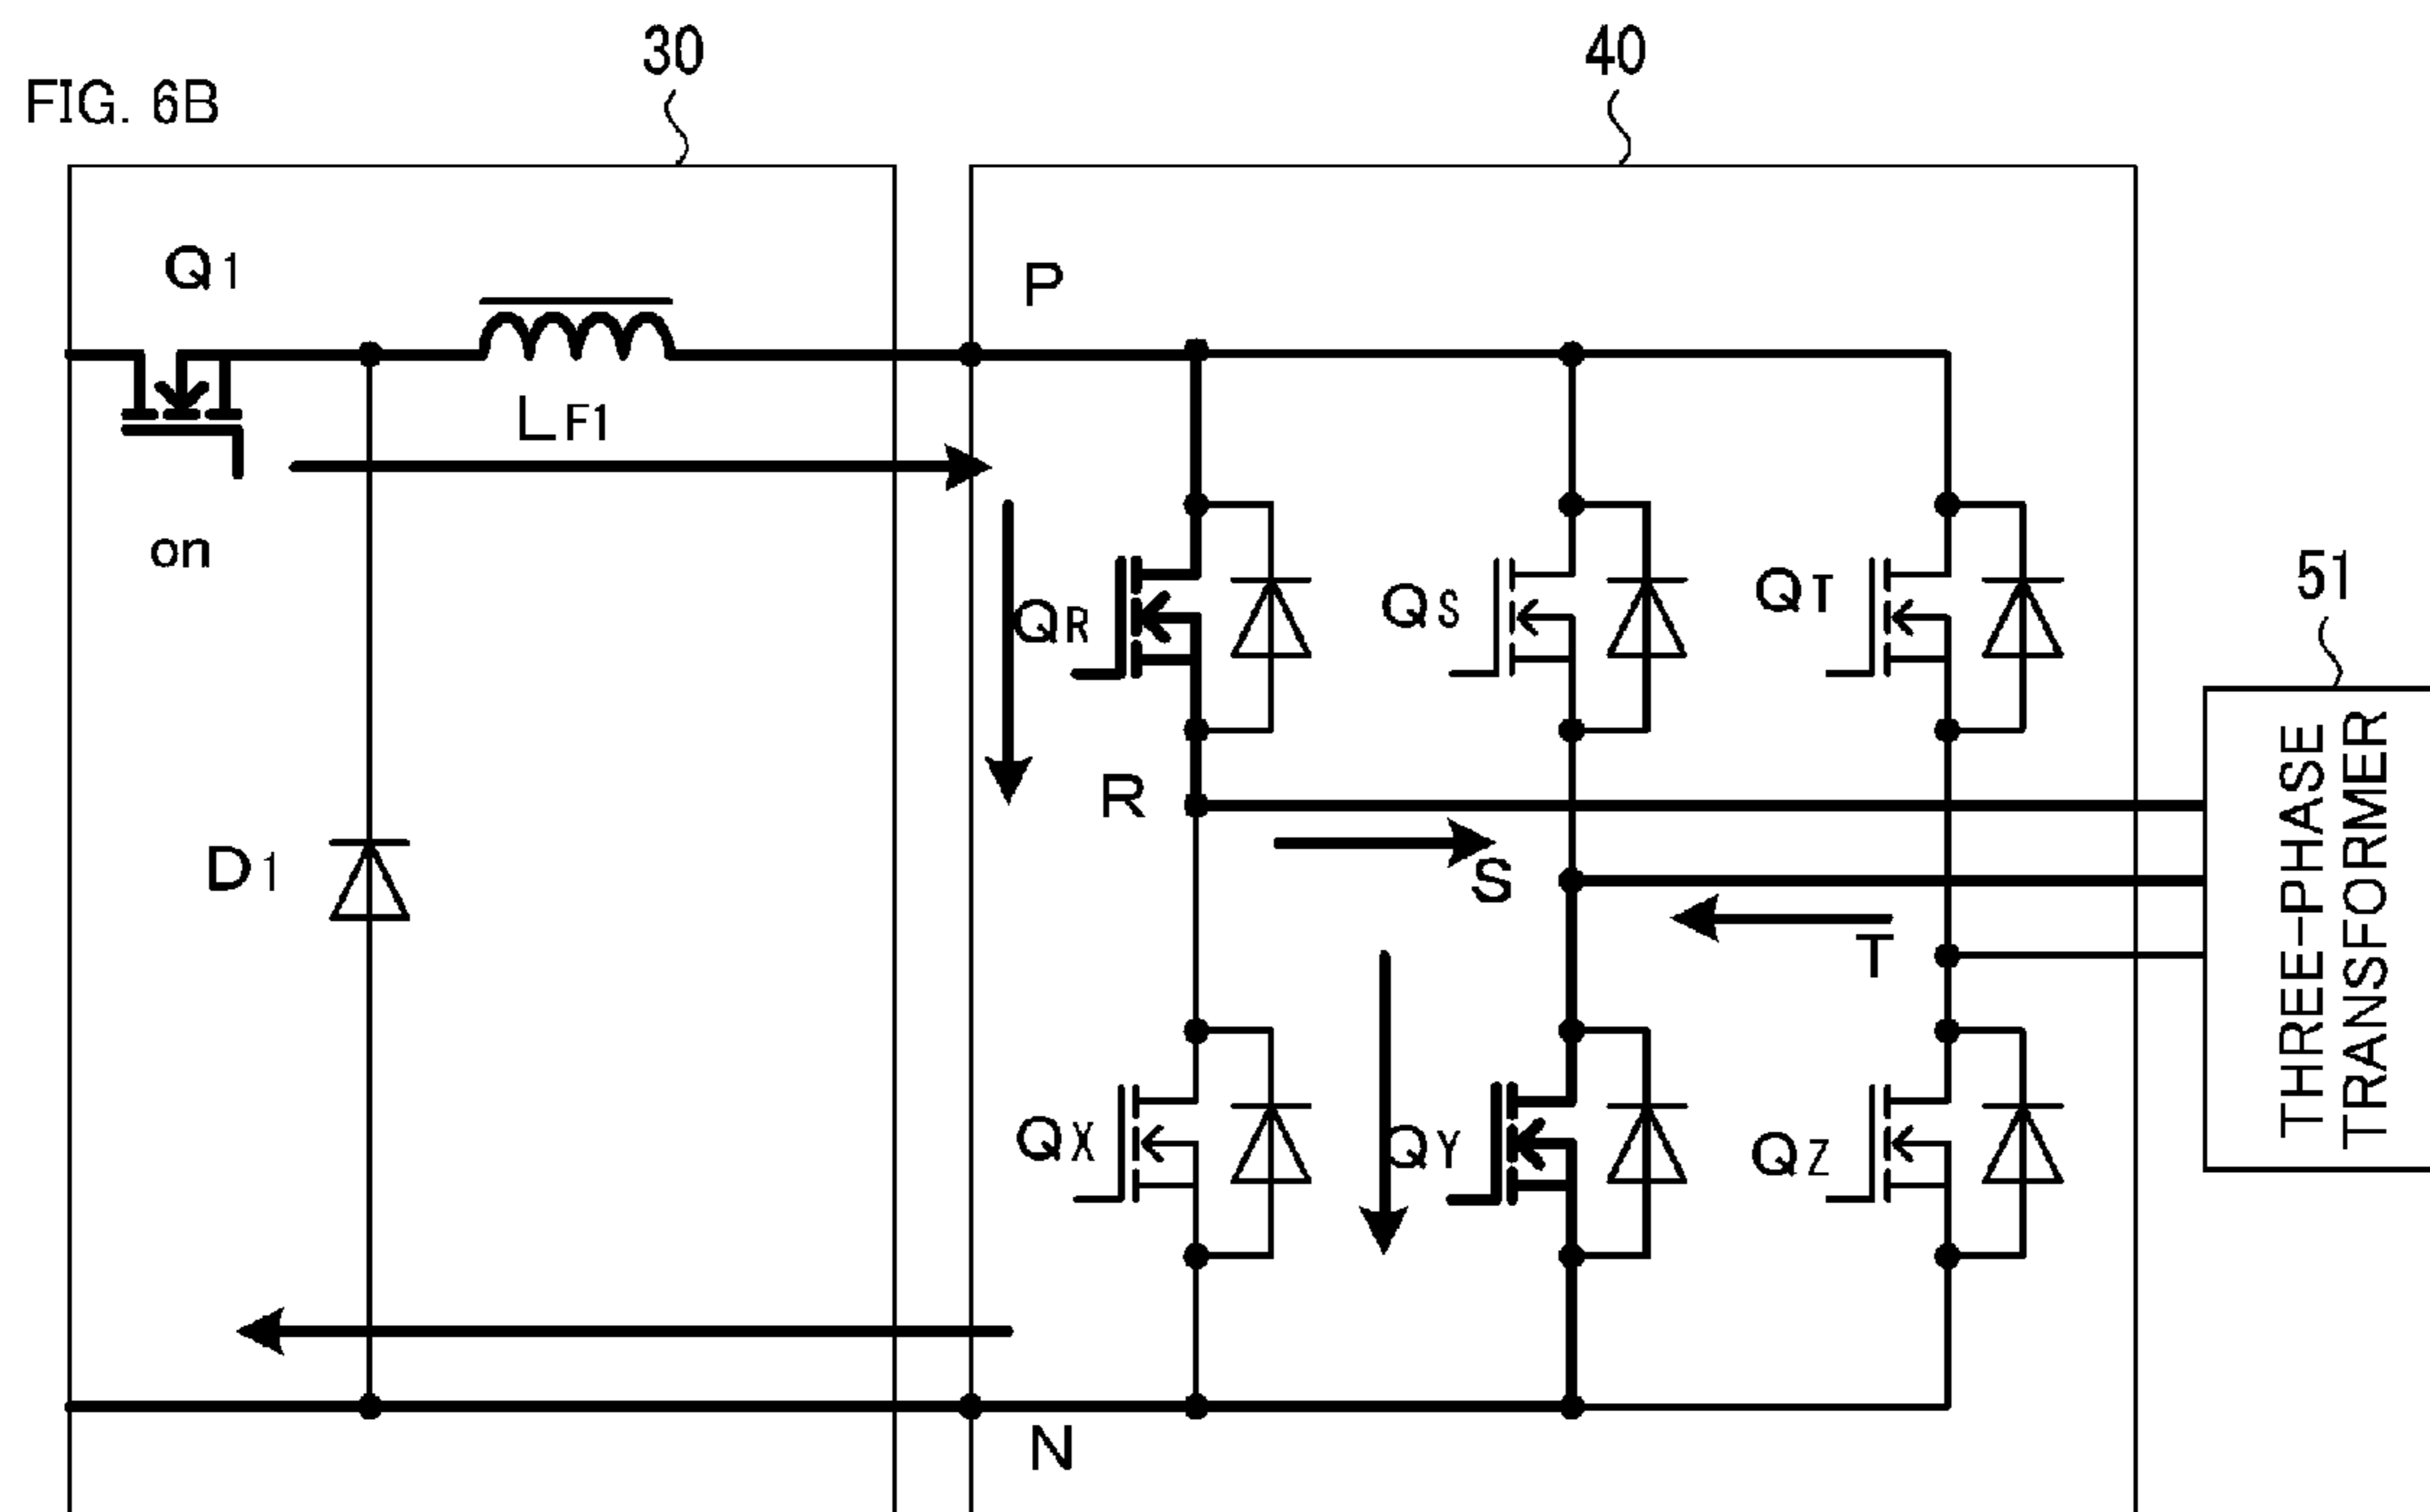 FIG. 6B
30
40
Q1
P
LF1
on
QR
QS
QT
51
R
D1
S
T
THREE-PHASE
TRANSFORMER
QX
QY
QZ
N